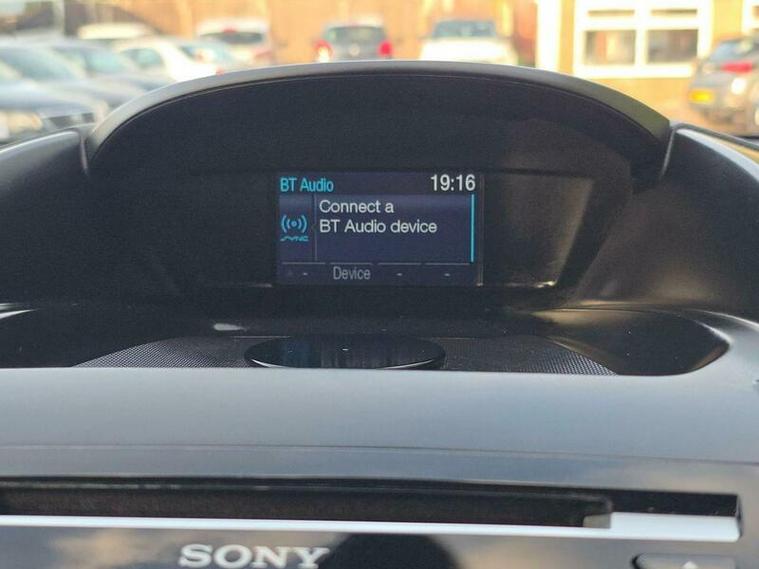 BT Audio 19:16
Connect a
BT Audio device
SYNC
Device
SONY